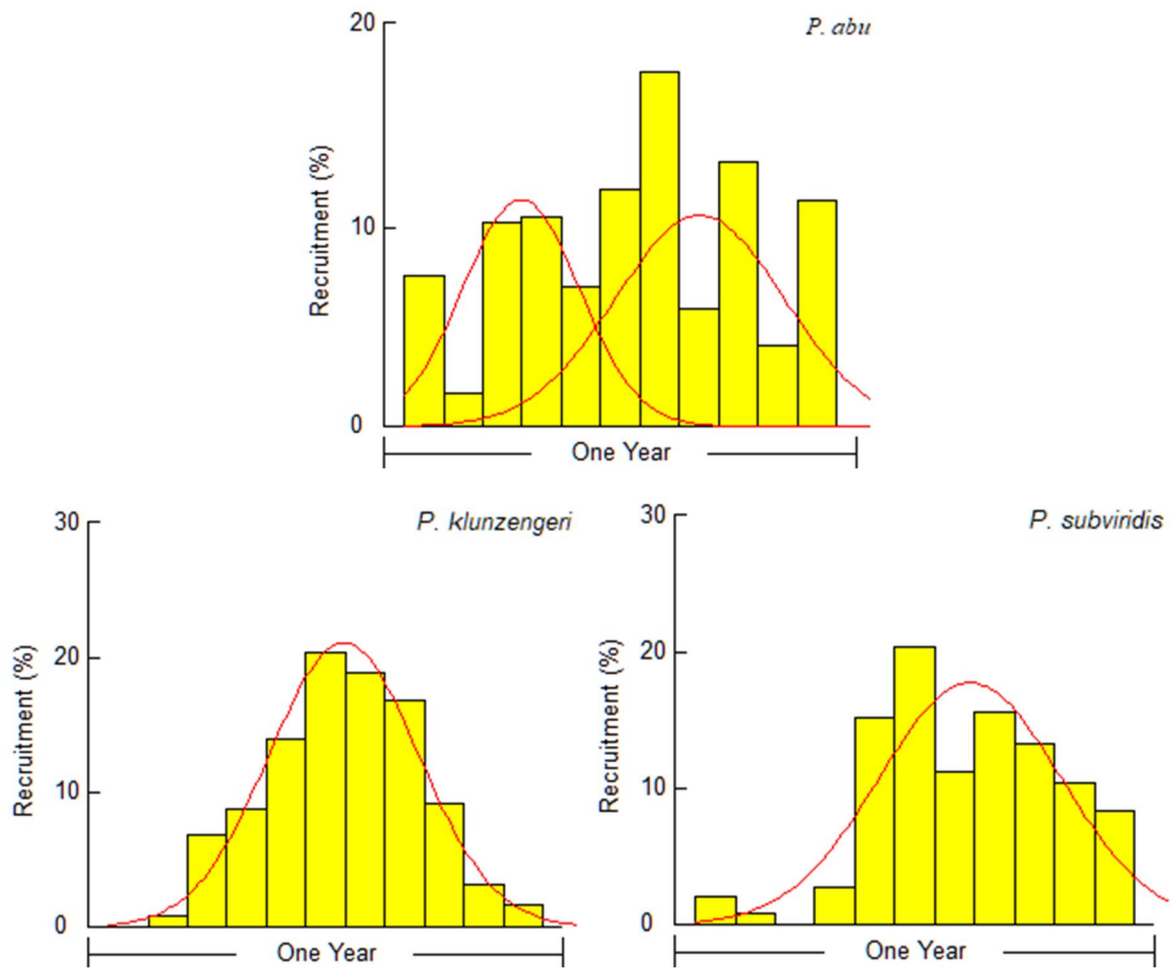 20
P. abu
Recruitment (%)
10
0
One Year
30
P. klunzengeri
Recruitment (%)
20
10
0
One Year
30
P. subviridis
Recruitment (%)
20
10
0
One Year